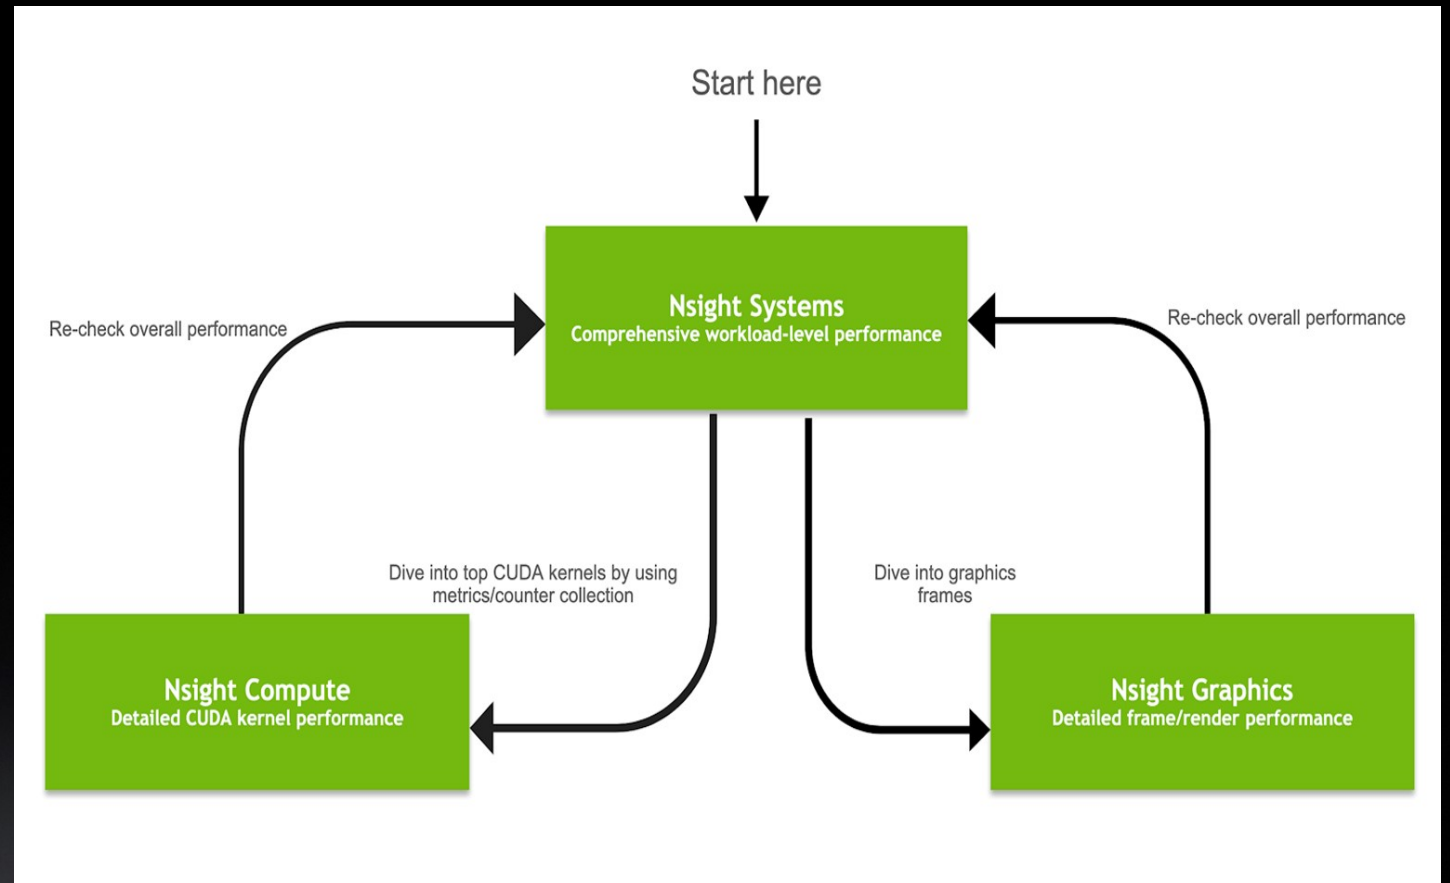 Start here
Nsight Systems
Comprehensive workload-level performance
Re-check overall performance
Re-check overall performance
Dive into top CUDA kernels by using
metrics/counter collection
Dive into graphics
frames
Nsight Compute
Detailed CUDA kernel performance
Nsight Graphics
Detailed frame/render performance